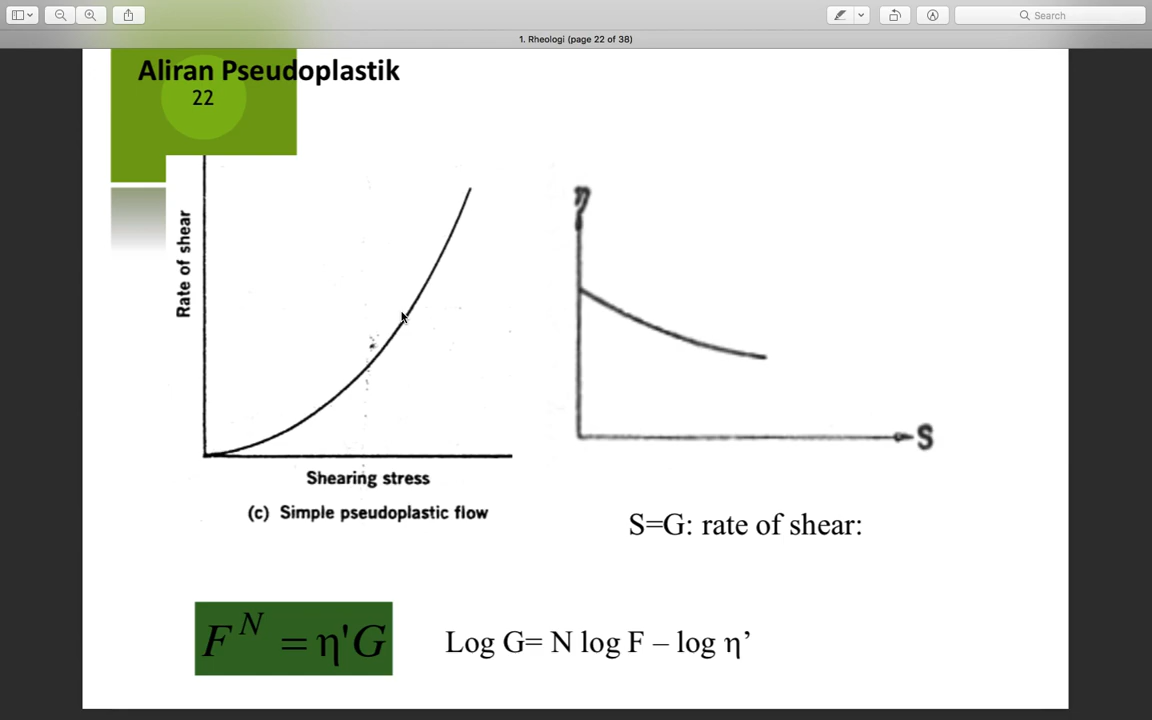 Search
1. Rheologi (page 22 of 38)
Aliran Pseudoplastik
22
Rate of shear
Shearing stress
(c) Simple pseudoplastic flow
η
S
S=G: rate of shear:
F^N = η'G
Log G= N log F – log η’